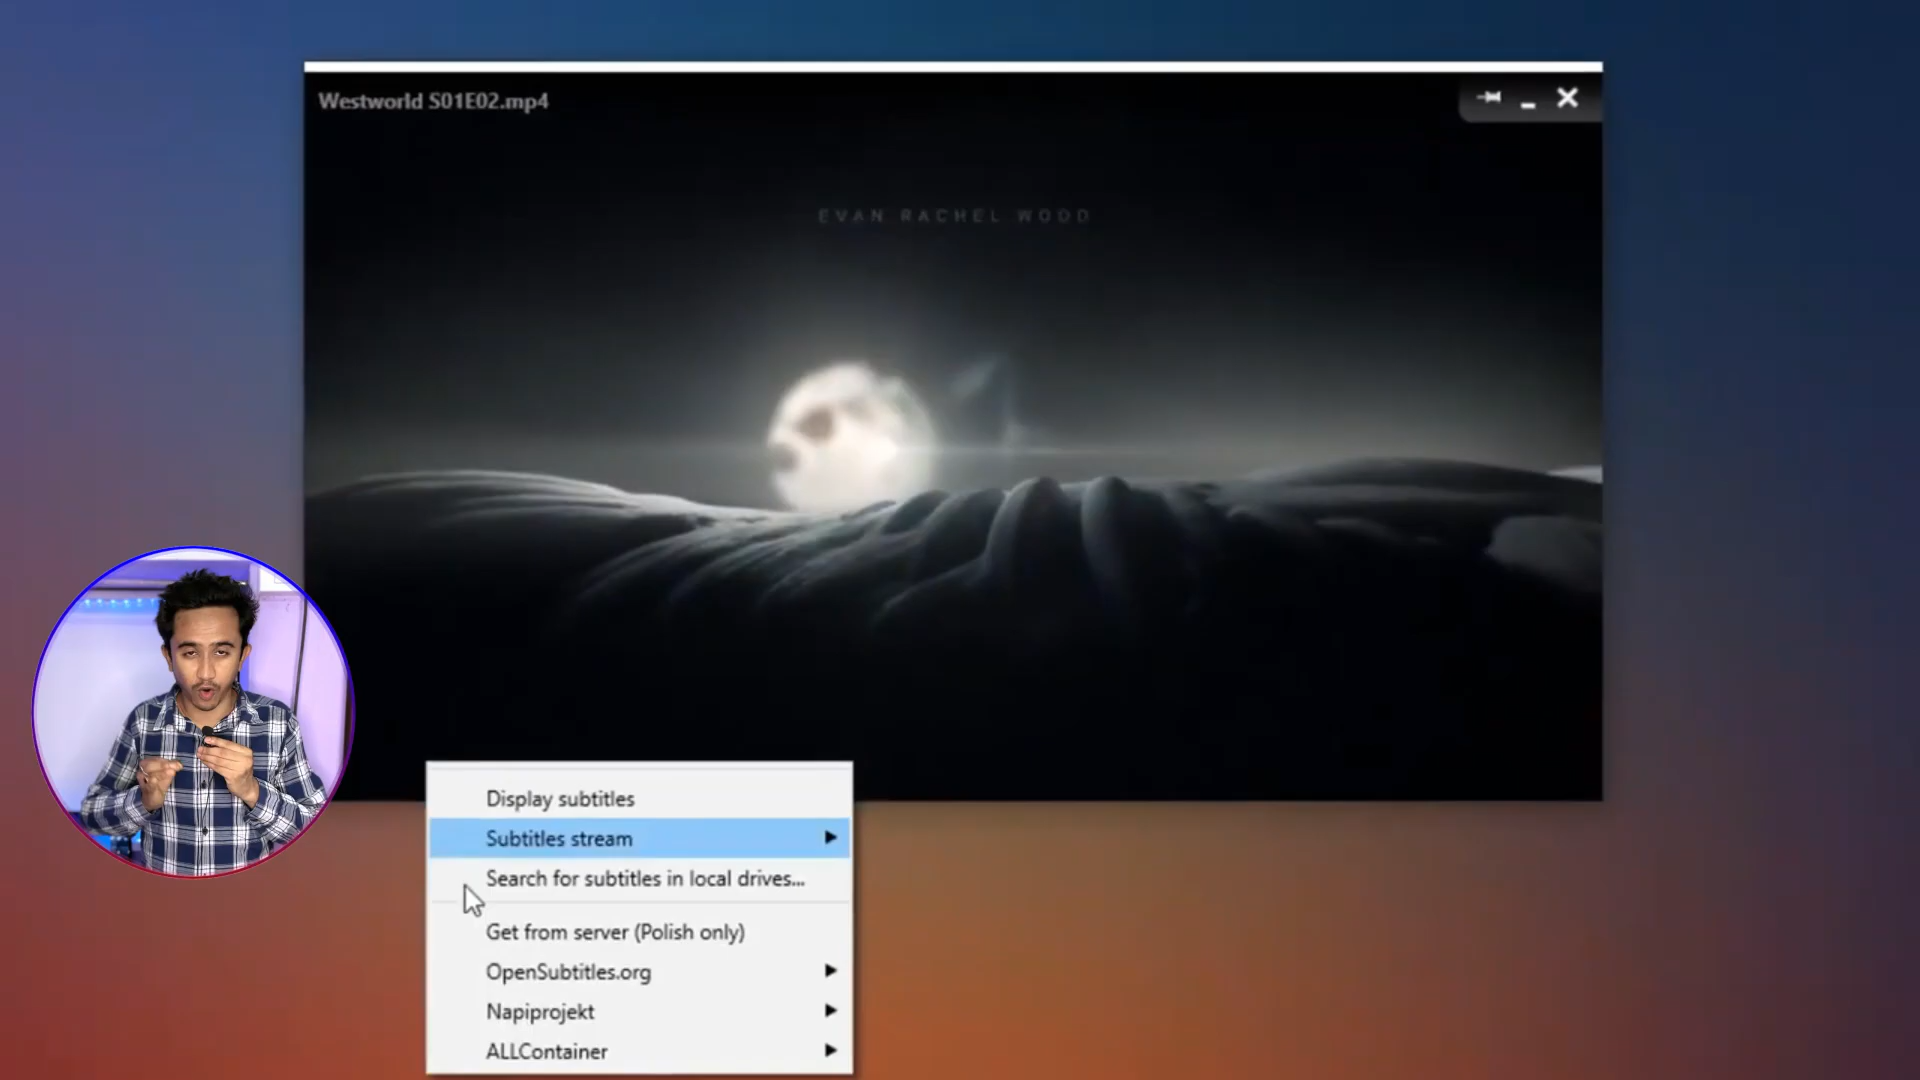 Westworld S01E02.mp4
EVAN RACHEL WOOD
Display subtitles
Subtitles stream
Search for subtitles in local drives...
Get from server (Polish only)
OpenSubtitles.org
Napiprojekt
ALLContainer